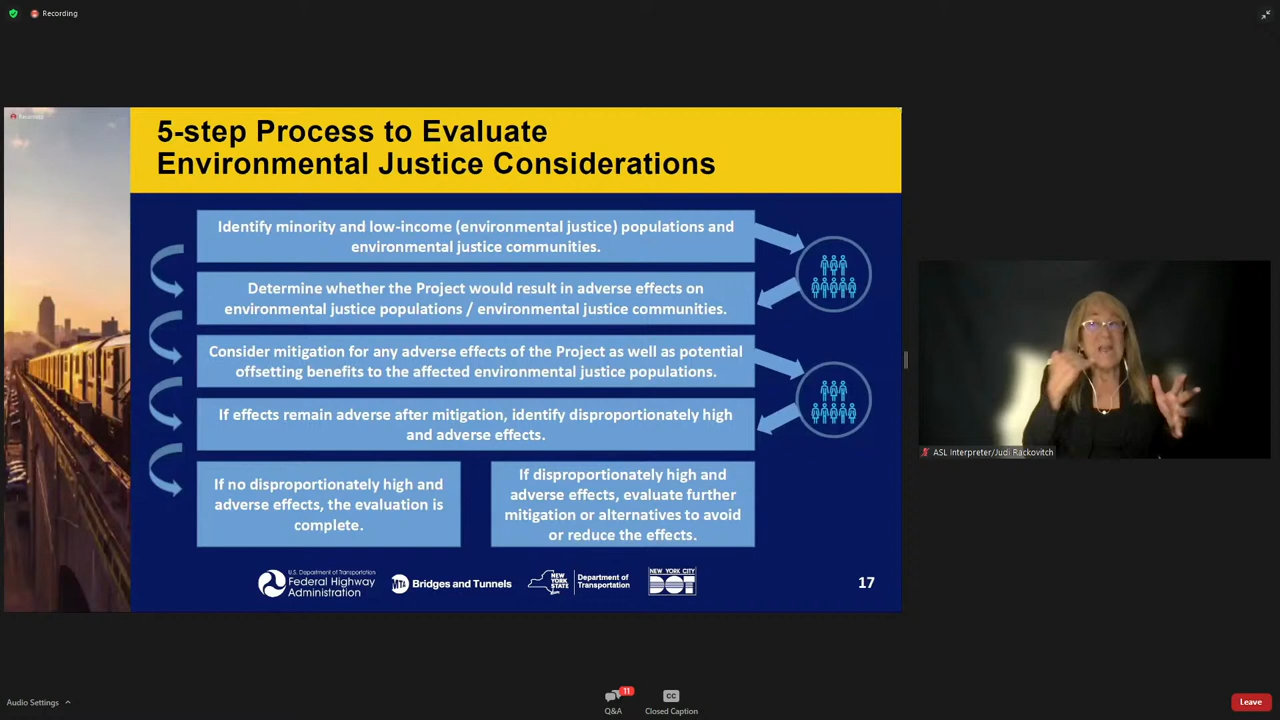 Recording
Recording
5-step Process to Evaluate
Environmental Justice Considerations
Identify minority and low-income (environmental justice) populations and
environmental justice communities.
Determine whether the Project would result in adverse effects on
environmental justice populations / environmental justice communities.
Consider mitigation for any adverse effects of the Project as well as potential
offsetting benefits to the affected environmental justice populations.
If effects remain adverse after mitigation, identify disproportionately high
and adverse effects.
If no disproportionately high and
adverse effects, the evaluation is
complete.
If disproportionately high and
adverse effects, evaluate further
mitigation or alternatives to avoid
or reduce the effects.
U.S. Department of Transportation
Federal Highway
Administration
MTA Bridges and Tunnels
NEW
YORK
STATE
Department of
Transportation
NEW YORK CITY
DOT
17
ASL Interpreter/Judi Rackovitch
Audio Settings
11
Q&A
CC
Closed Caption
Leave